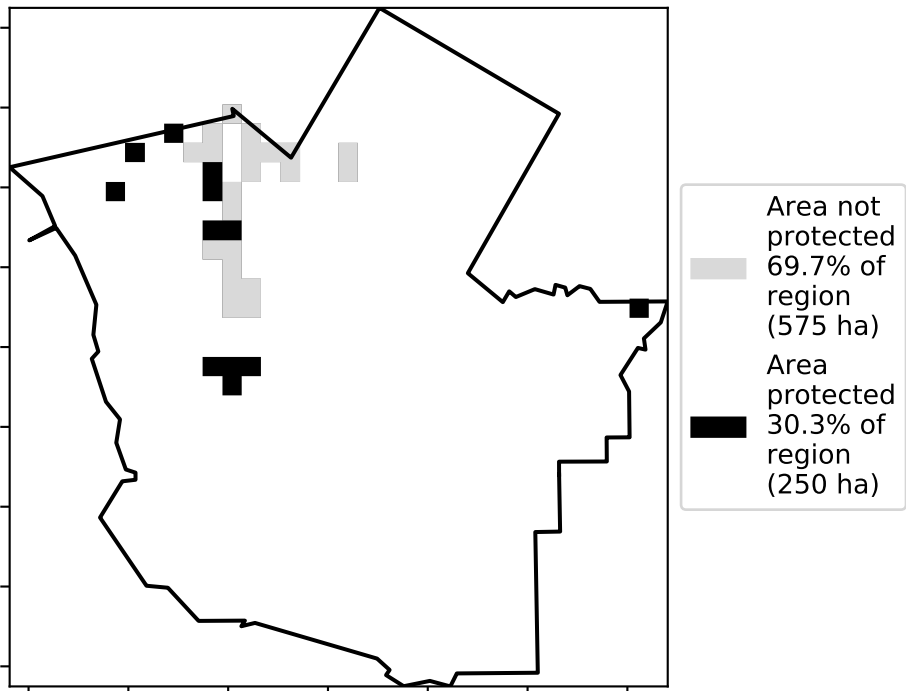 Area not
protected
69.7% of
region
(575 ha)
Area
protected
30.3% of
region
(250 ha)